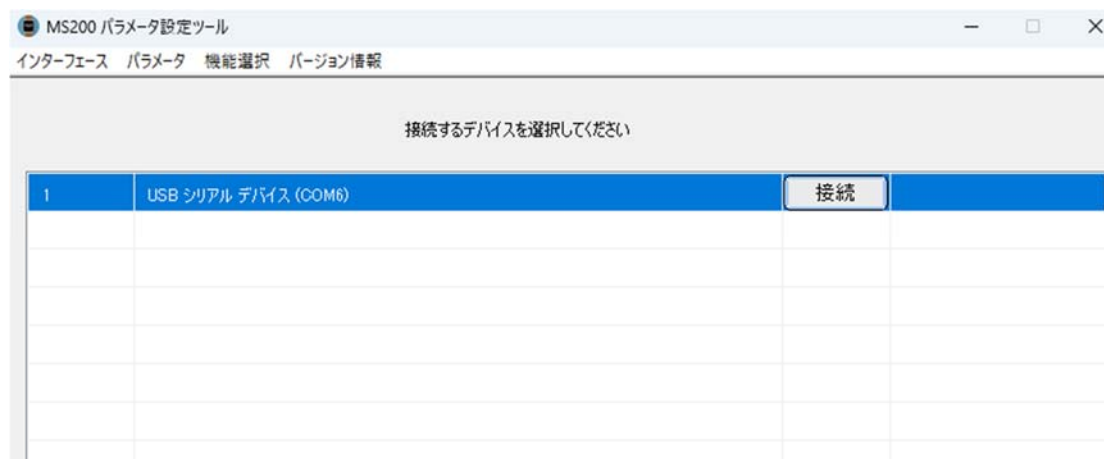 MS200 パラメータ設定ツール
インターフェース パラメータ 機能選択 バージョン情報
接続するデバイスを選択してください
1 USB シリアル デバイス (COM6) 接続